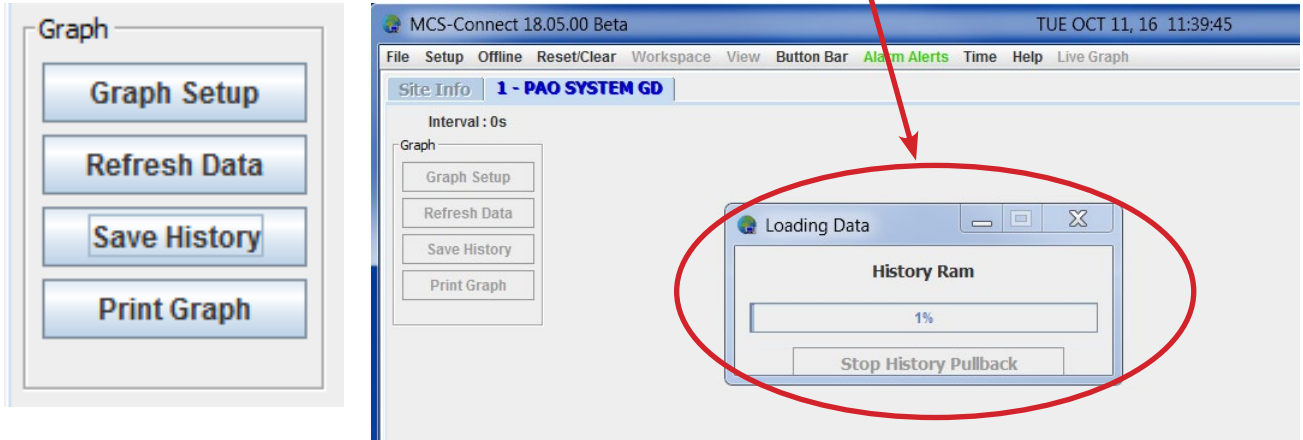 Graph
Graph Setup
Refresh Data
Save History
Print Graph
MCS-Connect 18.05.00 Beta TUE OCT 11, 16 11:39:45
File Setup Offline Reset/Clear Workspace View Button Bar Alarm Alerts Time Help Live Graph
Site Info 1 - PAO SYSTEM GD
Interval : 0s
Graph
Graph Setup
Refresh Data
Save History
Print Graph
Loading Data
History Ram
1%
Stop History Pullback